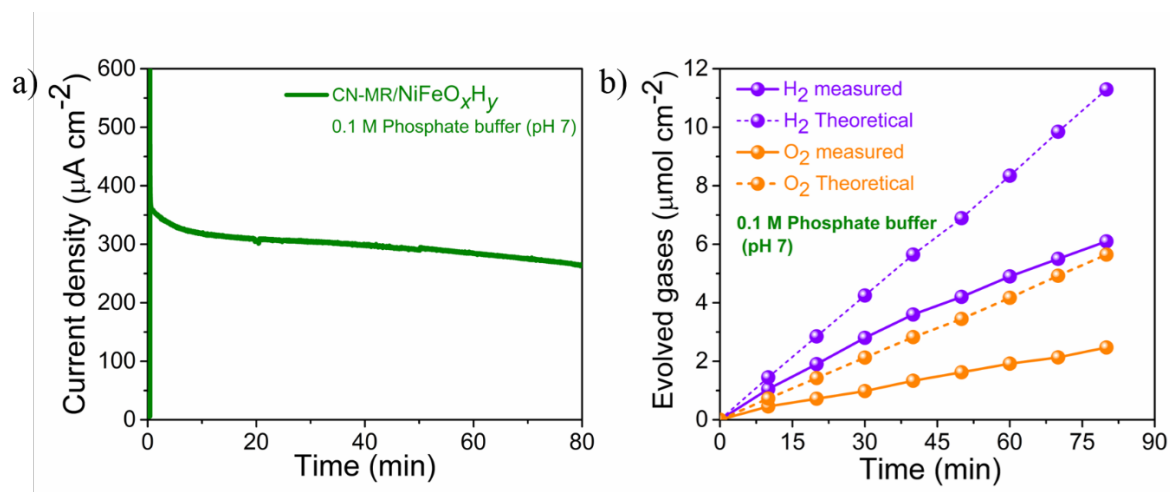 a)
600
500
400
300
200
100
0
Current density (μA cm⁻²)
0 20 40 60 80
Time (min)
CN-MR/NiFeOₓHᵧ
0.1 M Phosphate buffer (pH 7)
b)
12
10
8
6
4
2
0
Evolved gases (μmol cm⁻²)
0 15 30 45 60 75 90
Time (min)
H₂ measured
H₂ Theoretical
O₂ measured
O₂ Theoretical
0.1 M Phosphate buffer
(pH 7)